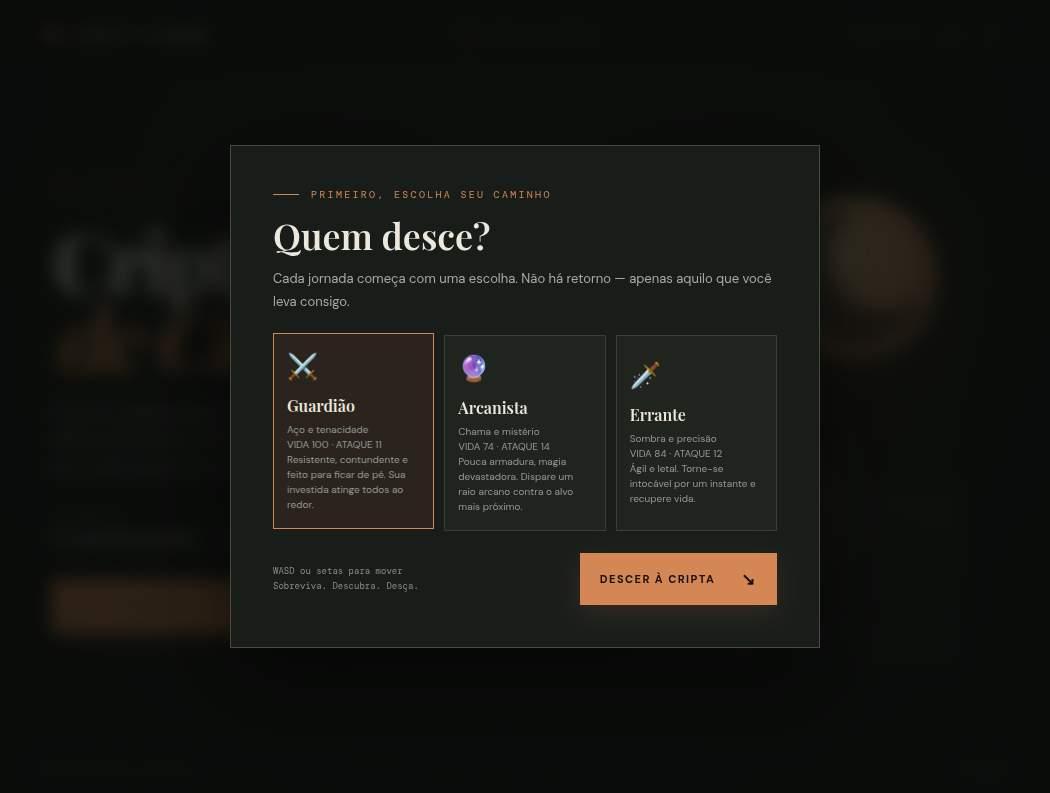 PRIMEIRO, ESCOLHA SEU CAMINHO
Quem desce?
Cada jornada começa com uma escolha. Não há retorno — apenas aquilo que você
leva consigo.
Guardião
Aço e tenacidade
VIDA 100 · ATAQUE 11
Resistente, contundente e
feito para ficar de pé. Sua
investida atinge todos ao
redor.
Arcanista
Chama e mistério
VIDA 74 · ATAQUE 14
Pouca armadura, magia
devastadora. Dispare um
raio arcano contra o alvo
mais próximo.
Errante
Sombra e precisão
VIDA 84 · ATAQUE 12
Ágil e letal. Torne-se
intocável por um instante e
recupere vida.
WASD ou setas para mover
Sobreviva. Descubra. Desça.
DESCER À CRIPTA ↘